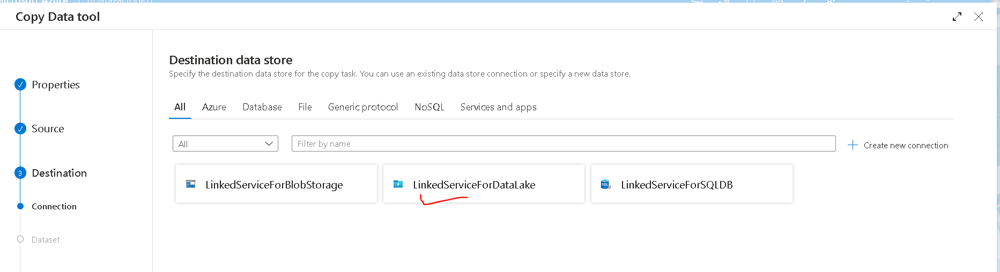 Microsoft Azure
Copy Data tool
Properties
Source
3 Destination
Connection
Dataset
Destination data store
Specify the destination data store for the copy task. You can use an existing data store connection or specify a new data store.
All Azure Database File Generic protocol NoSQL Services and apps
All Filter by name Create new connection
LinkedServiceForBlobStorage LinkedServiceForDataLake SQL LinkedServiceForSQLDB